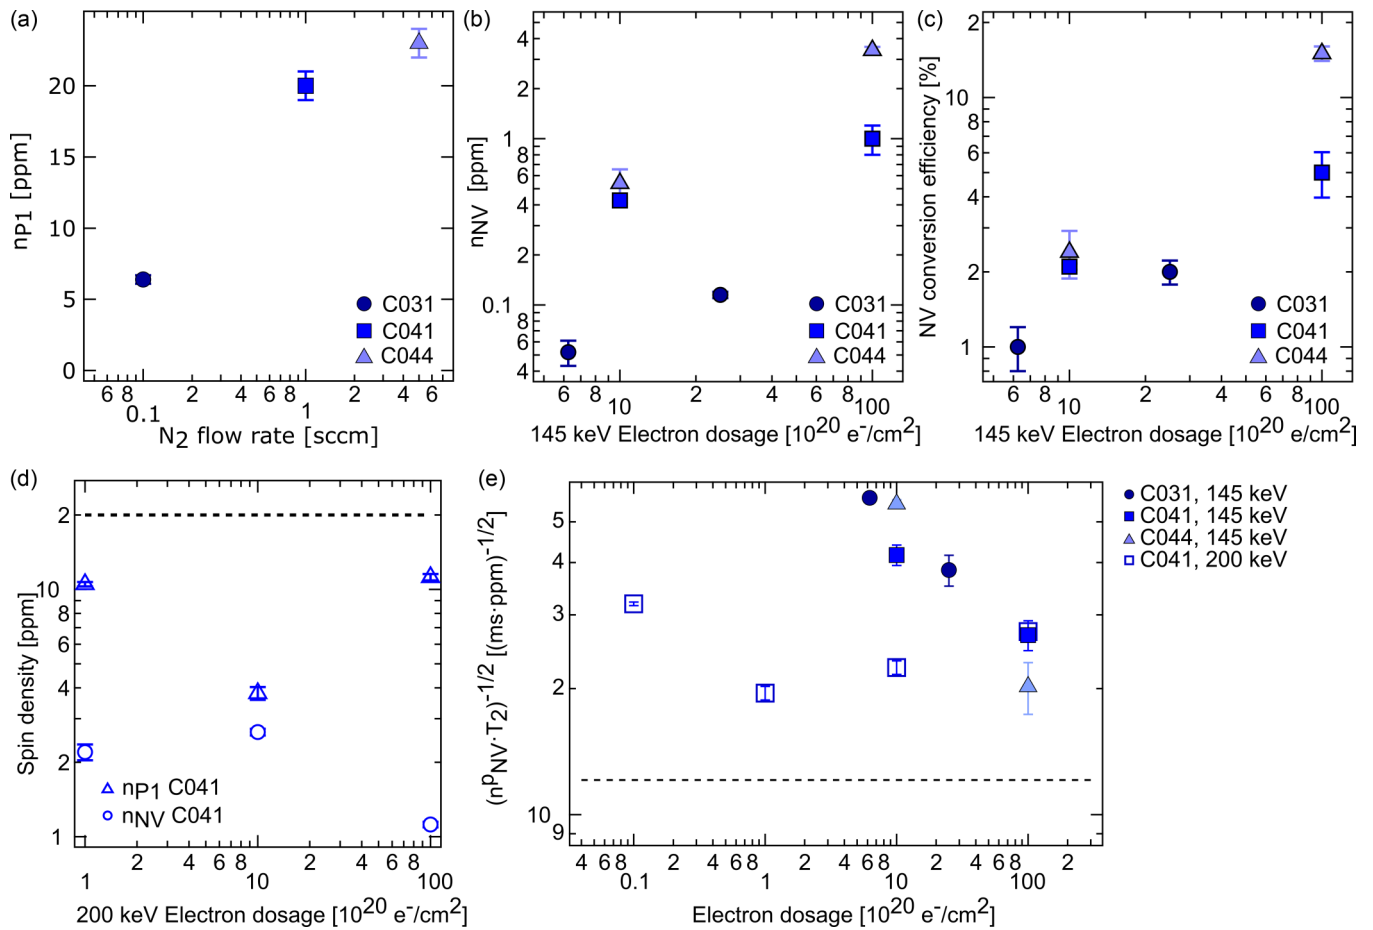 (a)
nP1 [ppm]
20
15
10
5
0
C031
C041
C044
6 8 2 4 2 4 6
0.1 1
N2 flow rate [sccm]
(b)
nNV [ppm]
4
2
1
8
6
4
2
0.1
8
6
4
C031
C041
C044
6 8 2 4 6 8
10 100
145 keV Electron dosage [10^20 e^-/cm^2]
(c)
NV conversion efficiency [%]
2
10
8
6
4
2
1
C031
C041
C044
6 8 2 4 6 8
10 100
145 keV Electron dosage [10^20 e/cm^2]
(d)
Spin density [ppm]
2
10
8
6
4
2
1
nP1 C041
nNV C041
2 4 6 8 2 4 6 8
1 10 100
200 keV Electron dosage [10^20 e^-/cm^2]
(e)
(n^p NV·T2)^-1/2 [(ms·ppm)^-1/2]
5
4
3
2
10
9
4 6 8 2 4 6 8 2 4 6 8 2 4 6 8 2
0.1 1 10 100
Electron dosage [10^20 e^-/cm^2]
C031, 145 keV
C041, 145 keV
C044, 145 keV
C041, 200 keV